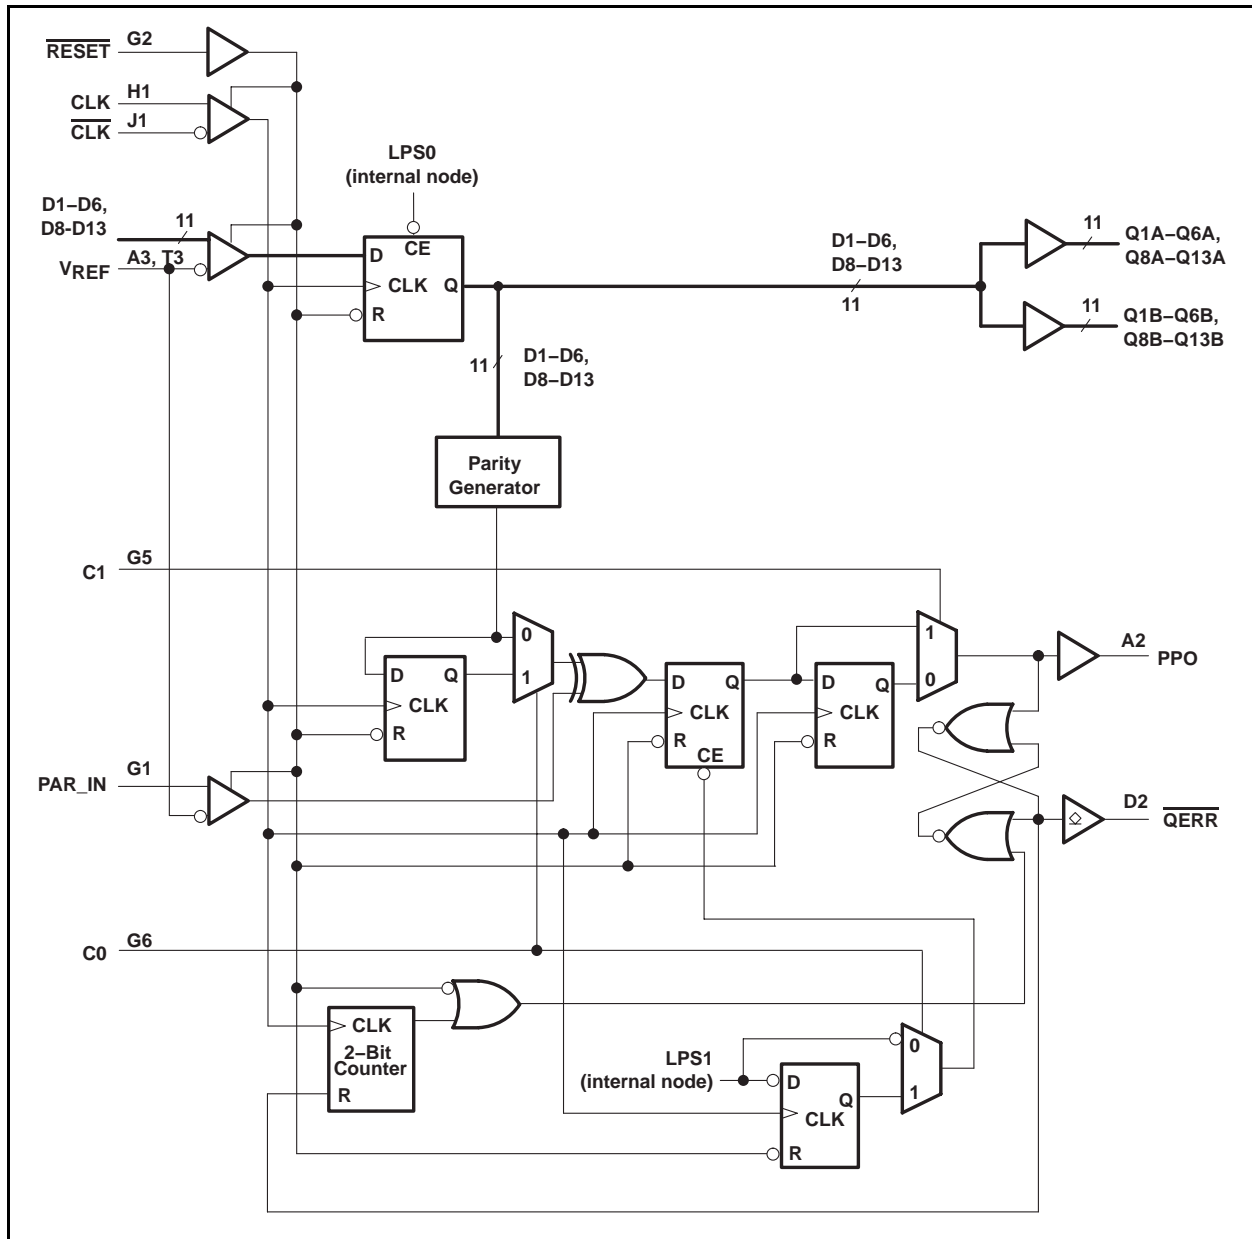 RESET G2
CLK H1
CLK J1
LPS0
(internal node)
D1–D6,
D8-D13 11
VREF A3, T3
CE
D
CLK Q
R
D1–D6,
D8–D13
11
11 Q1A–Q6A,
Q8A–Q13A
11 Q1B–Q6B,
Q8B–Q13B
11 D1–D6,
D8–D13
Parity
Generator
C1 G5
0
1
D Q
CLK
R
D Q
CLK
R
CE
D Q
CLK
R
1
0
A2
PPO
PAR_IN G1
D2
QERR
C0 G6
CLK
2–Bit
Counter
R
LPS1
(internal node)
D
Q
CLK
R
0
1